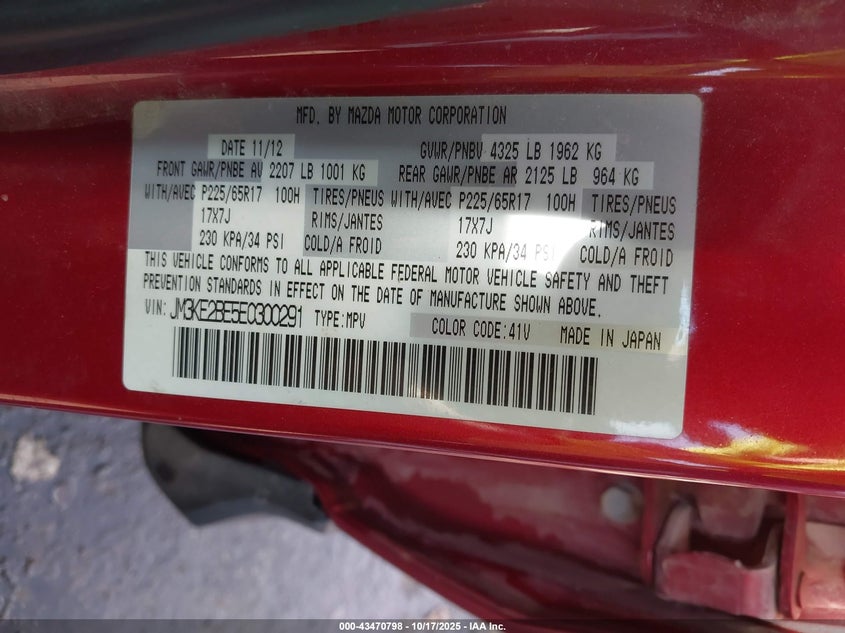 MFD. BY MAZDA MOTOR CORPORATION
DATE 11/12 GVWR/PNBV 4325 LB 1962 KG
FRONT GAWR/PNBE AV 2207 LB 1001 KG REAR GAWR/PNBE AR 2125 LB 964 KG
WITH/AVEC P225/65R17 100H TIRES/PNEUS WITH/AVEC P225/65R17 100H TIRES/PNEUS
17X7J RIMS/JANTES 17X7J RIMS/JANTES
230 KPA/34 PSI COLD/A FROID 230 KPA/34 PSI COLD/A FROID
THIS VEHICLE CONFORMS TO ALL APPLICABLE FEDERAL MOTOR VEHICLE SAFETY AND THEFT
PREVENTION STANDARDS IN EFFECT ON THE DATE OF MANUFACTURE SHOWN ABOVE.
VIN: JM3KE2BE5E0300291 TYPE:MPV COLOR CODE:41V MADE IN JAPAN
000-43470798 - 10/17/2025 - IAA Inc.